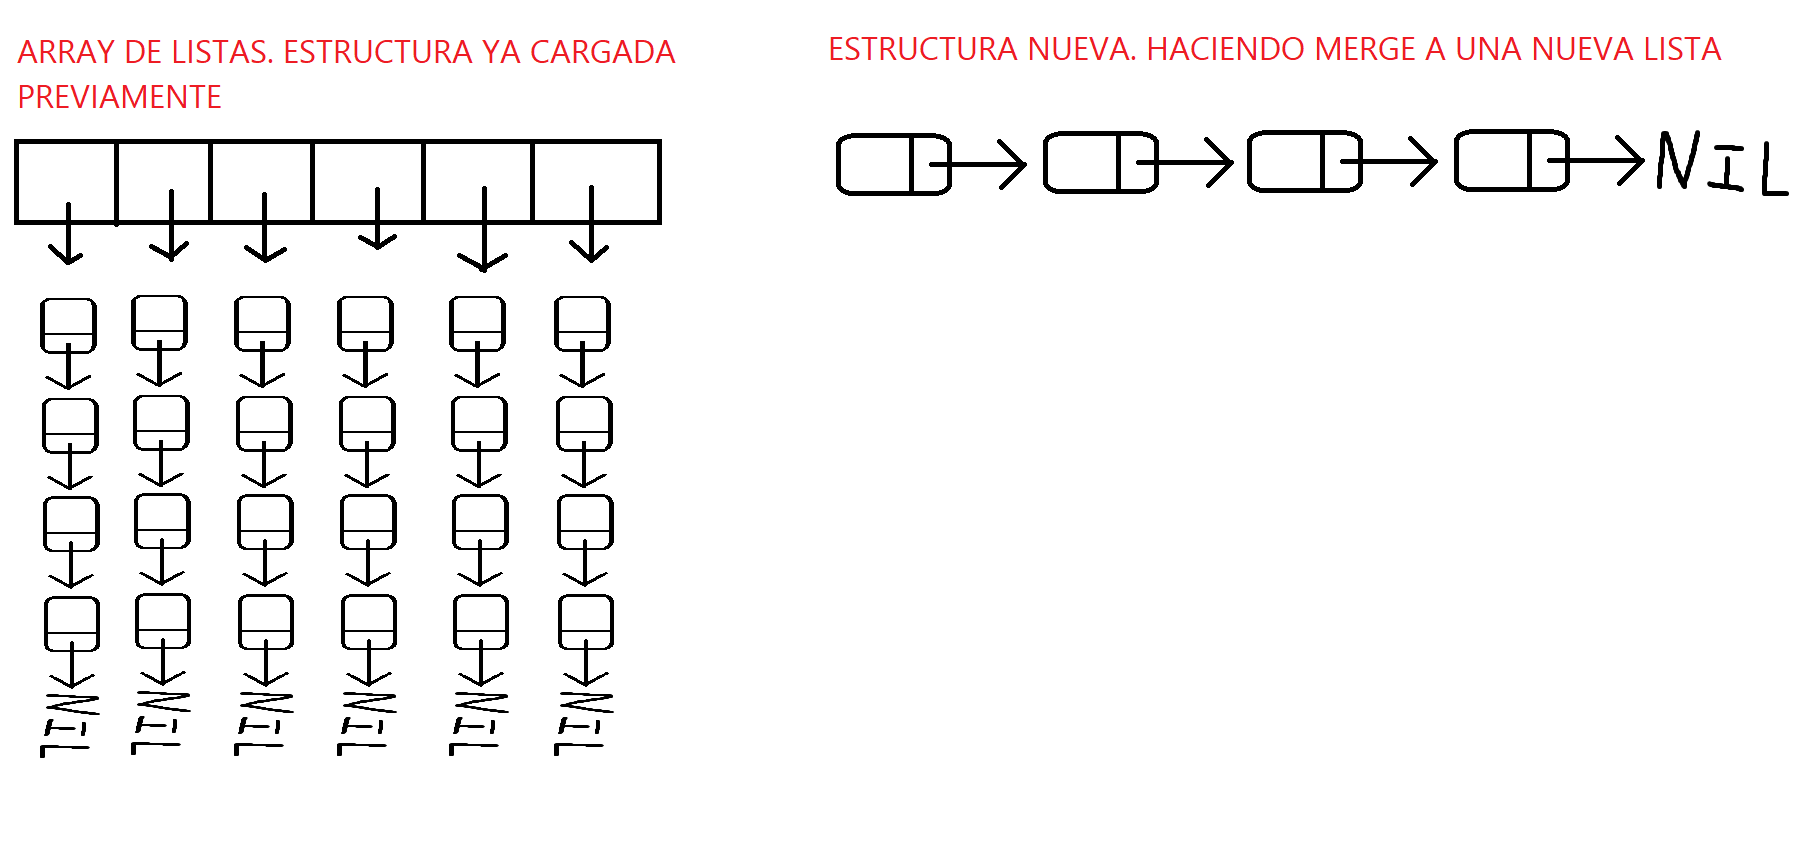 ARRAY DE LISTAS. ESTRUCTURA YA CARGADA
PREVIAMENTE
ESTRUCTURA NUEVA. HACIENDO MERGE A UNA NUEVA LISTA
NIL
NIL
NIL
NIL
NIL
NIL
NIL